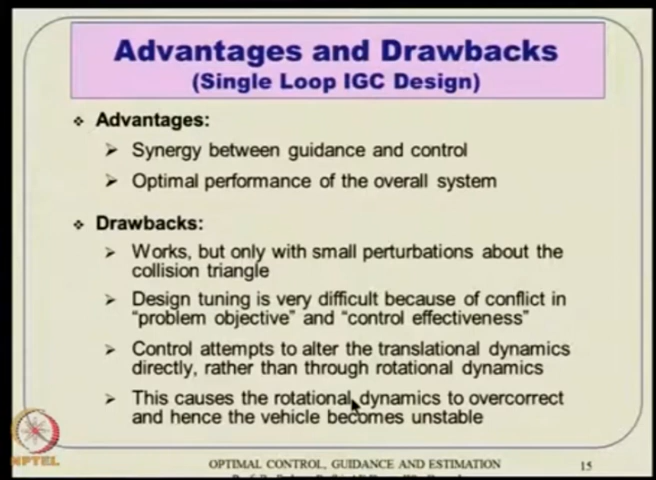 Advantages and Drawbacks
(Single Loop IGC Design)
Advantages:
Synergy between guidance and control
Optimal performance of the overall system
Drawbacks:
Works, but only with small perturbations about the
collision triangle
Design tuning is very difficult because of conflict in
“problem objective” and “control effectiveness”
Control attempts to alter the translational dynamics
directly, rather than through rotational dynamics
This causes the rotational dynamics to overcorrect
and hence the vehicle becomes unstable
NPTEL
OPTIMAL CONTROL, GUIDANCE AND ESTIMATION
15